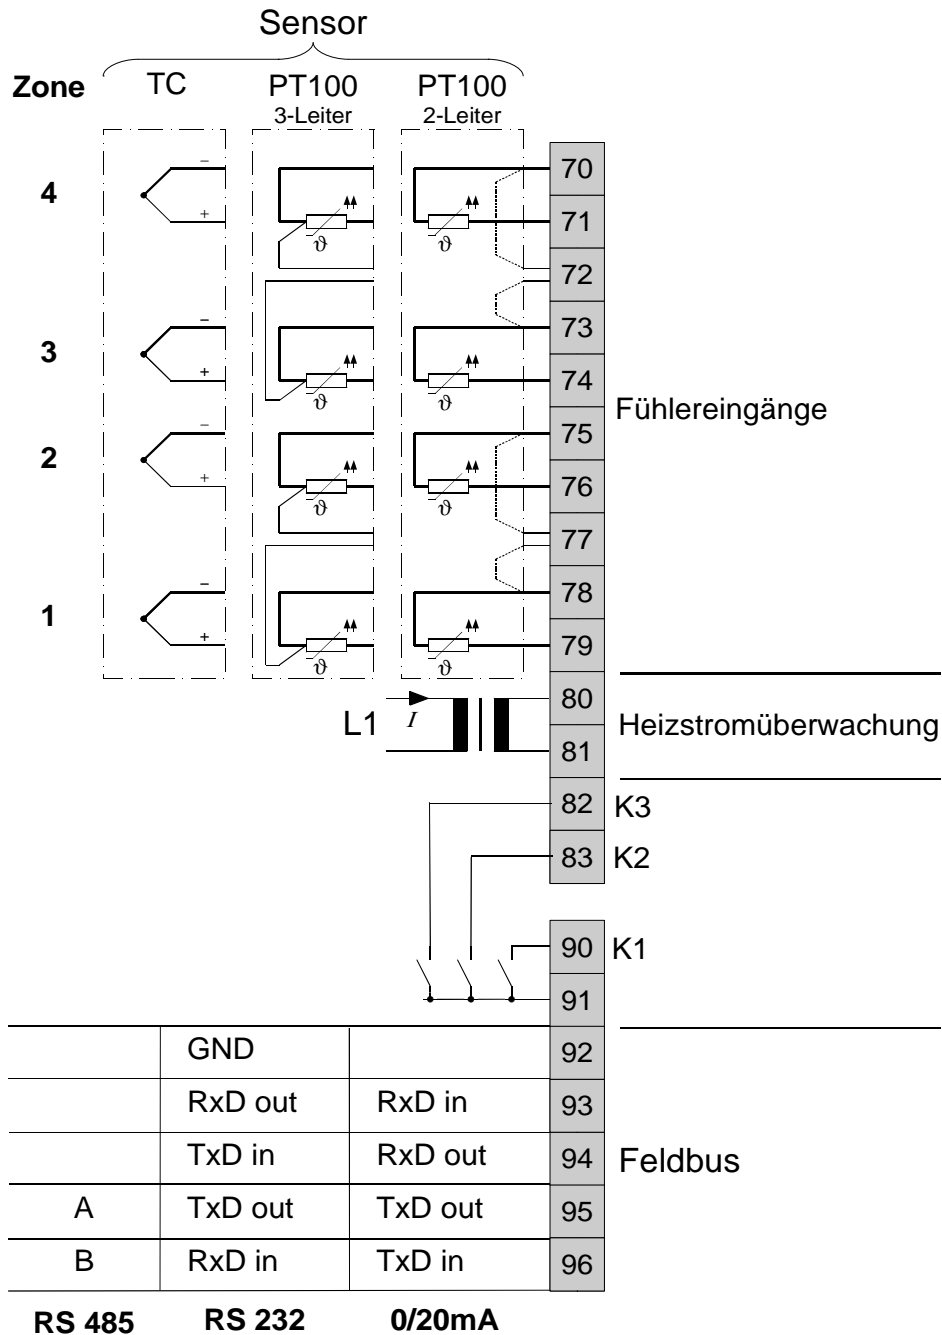 Sensor
Zone TC PT100 PT100
3-Leiter 2-Leiter
− 70
4
+ ϑ ϑ 71
72
− 73
3
+ ϑ ϑ 74
Fühlereingänge
− 75
2
+ ϑ ϑ 76
77
− 78
1
+ ϑ ϑ 79
80
L1 I Heizstromüberwachung
81
82 K3
83 K2
90 K1
91
GND 92
RxD out RxD in 93
TxD in RxD out 94 Feldbus
A TxD out TxD out 95
B RxD in TxD in 96
RS 485 RS 232 0/20mA